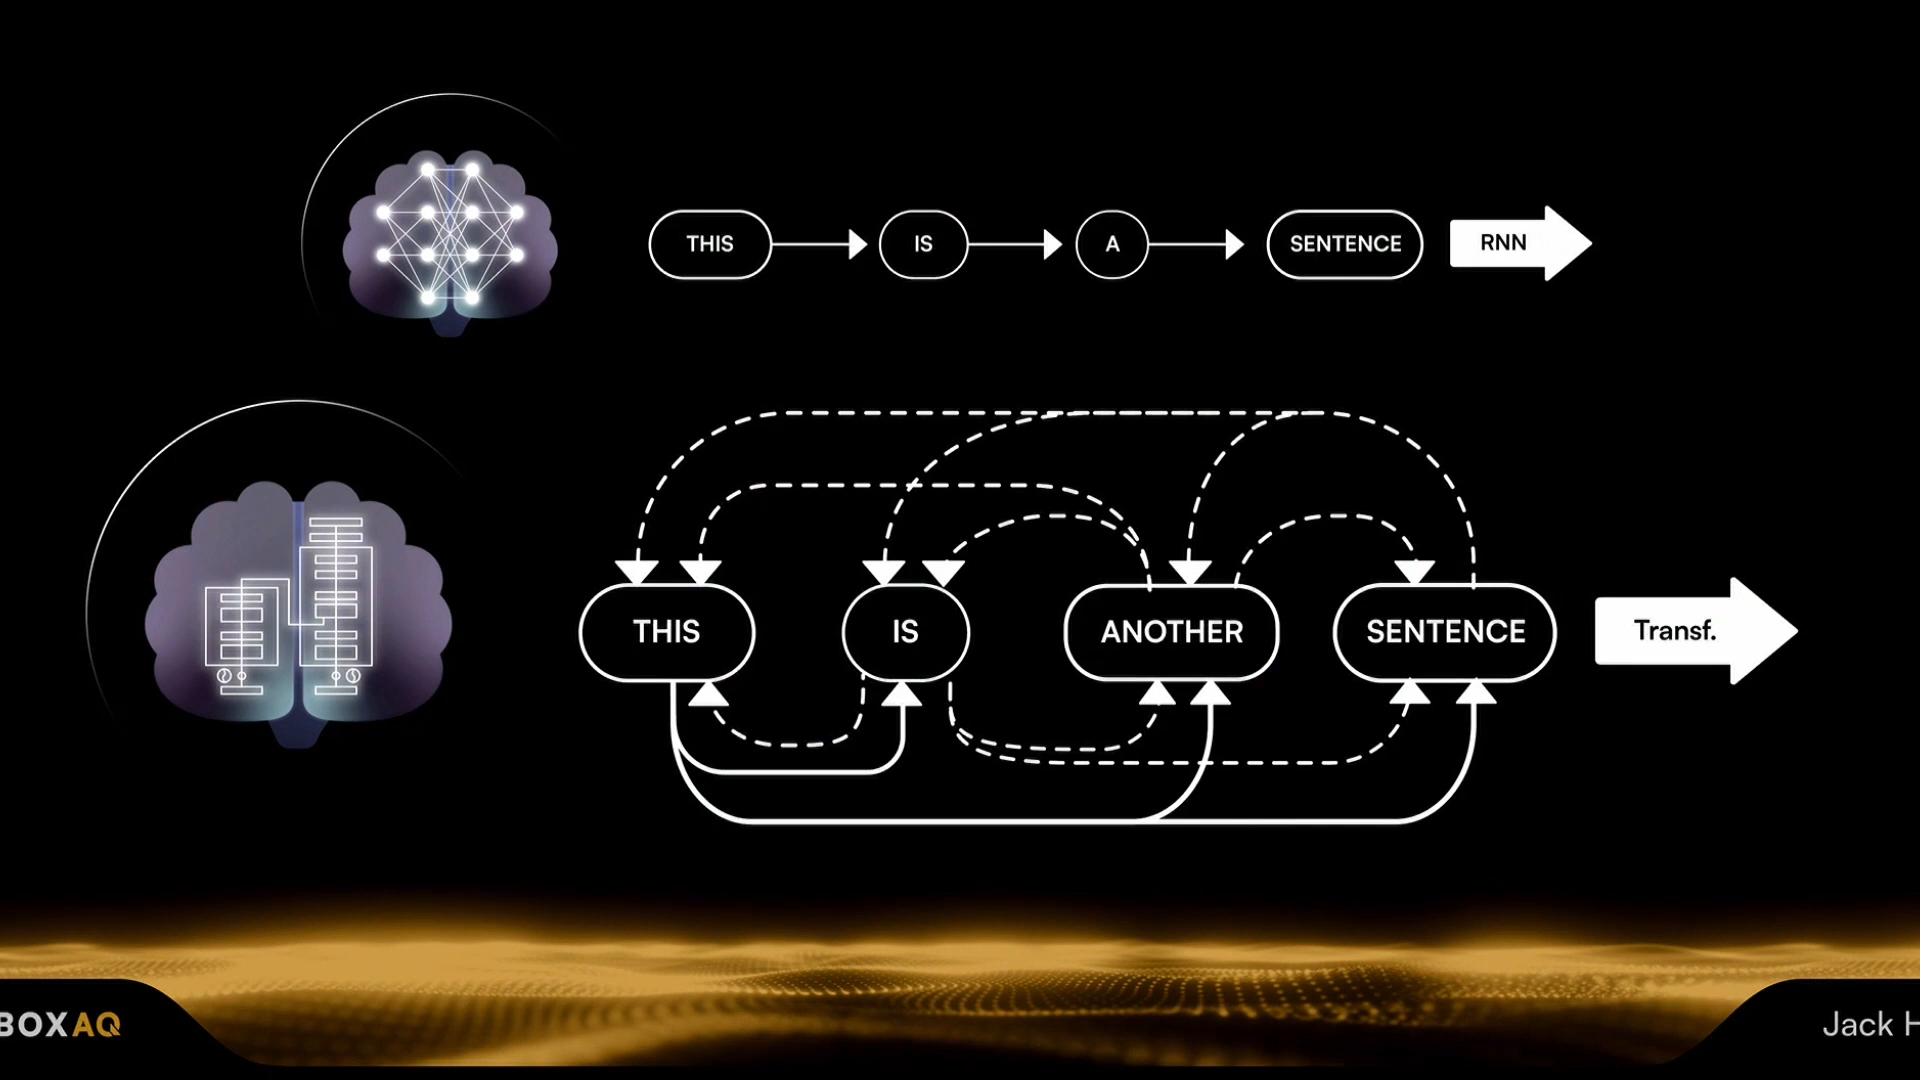 THIS IS A SENTENCE RNN
THIS IS ANOTHER SENTENCE Transf.
BOXAQ
Jack H